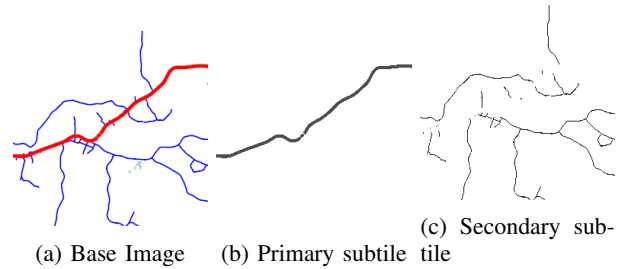 (a) Base Image
(b) Primary subtile
(c) Secondary sub-
tile